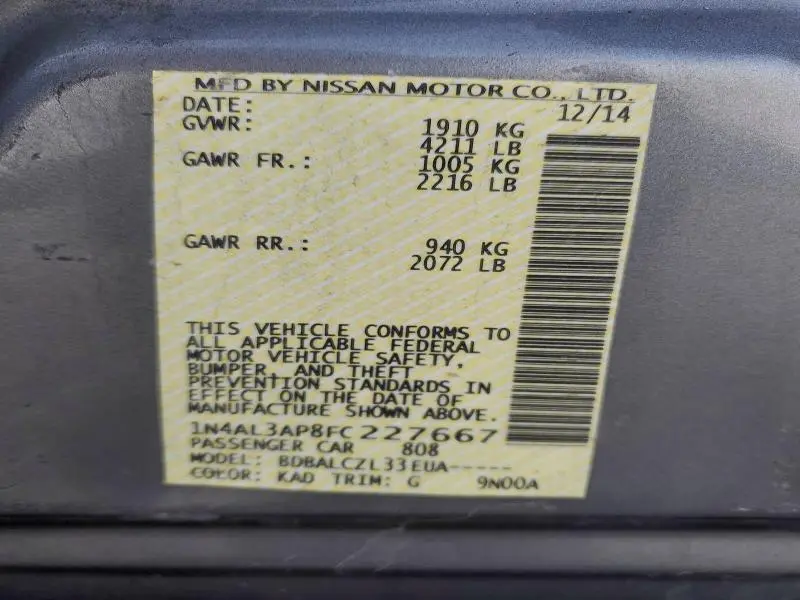 MFD BY NISSAN MOTOR CO., LTD.
DATE: 12/14
GVWR: 1910 KG
4211 LB
GAWR FR.: 1005 KG
2216 LB
GAWR RR.: 940 KG
2072 LB
THIS VEHICLE CONFORMS TO
ALL APPLICABLE FEDERAL
MOTOR VEHICLE SAFETY,
BUMPER, AND THEFT
PREVENTION STANDARDS IN
EFFECT ON THE DATE OF
MANUFACTURE SHOWN ABOVE.
1N4AL3AP8FC227667
PASSENGER CAR 808
MODEL: BDBALCZL33EUA-----
COLOR: KAD TRIM: G 9N00A